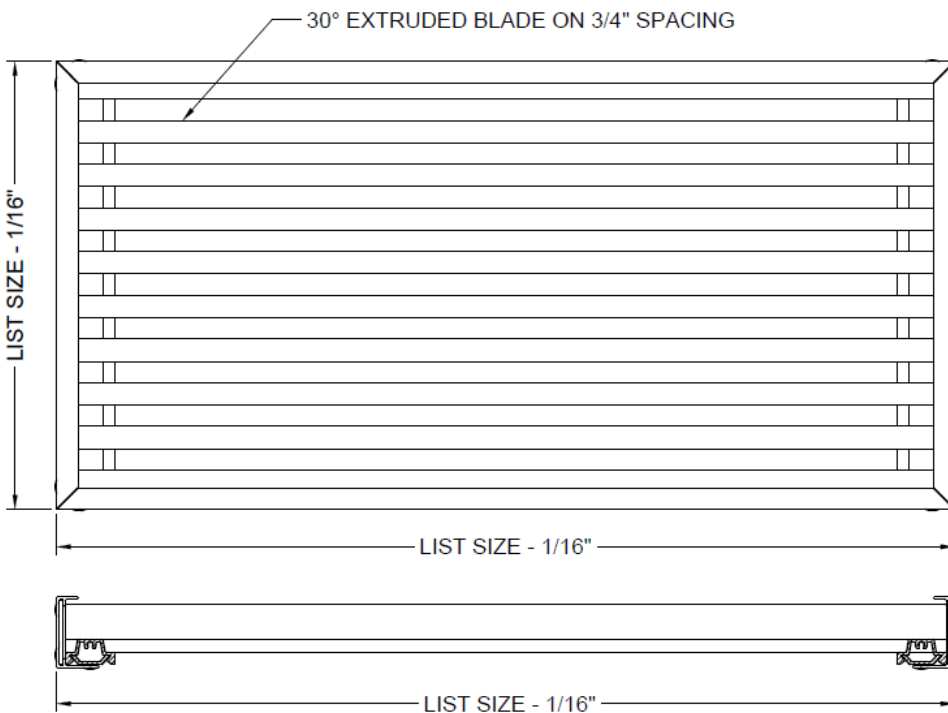 30° EXTRUDED BLADE ON 3/4" SPACING
LIST SIZE - 1/16"
LIST SIZE - 1/16"
LIST SIZE - 1/16"